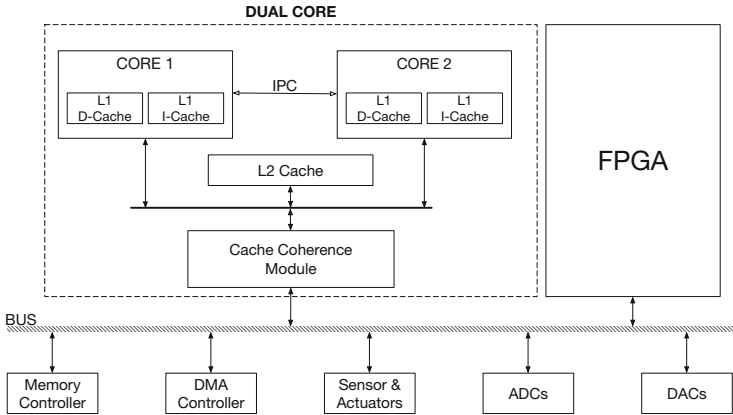 DUAL CORE
CORE 1
CORE 2
IPC
L1
D-Cache
L1
I-Cache
L1
D-Cache
L1
I-Cache
L2 Cache
FPGA
Cache Coherence
Module
BUS
Memory
Controller
DMA
Controller
Sensor &
Actuators
ADCs
DACs